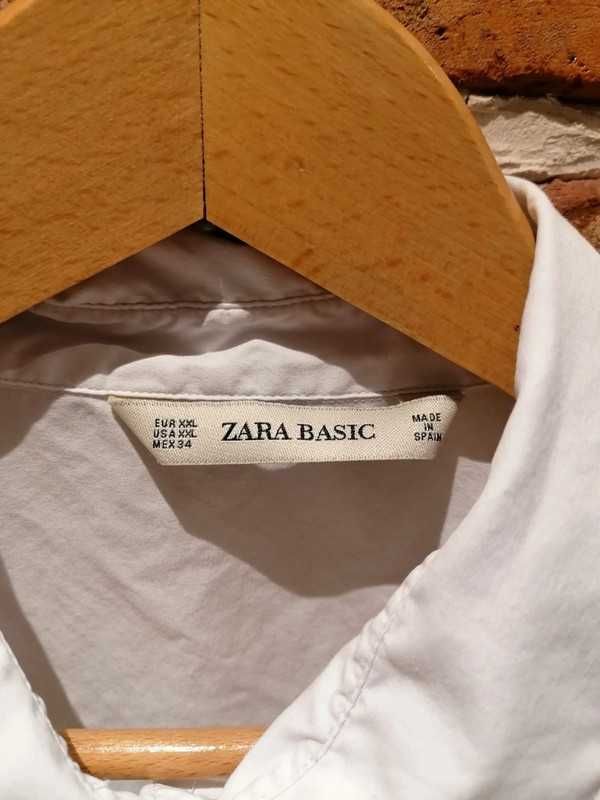 EUR XXL
USA XXL
MEX 34
ZARA BASIC
MADE
IN
SPAIN